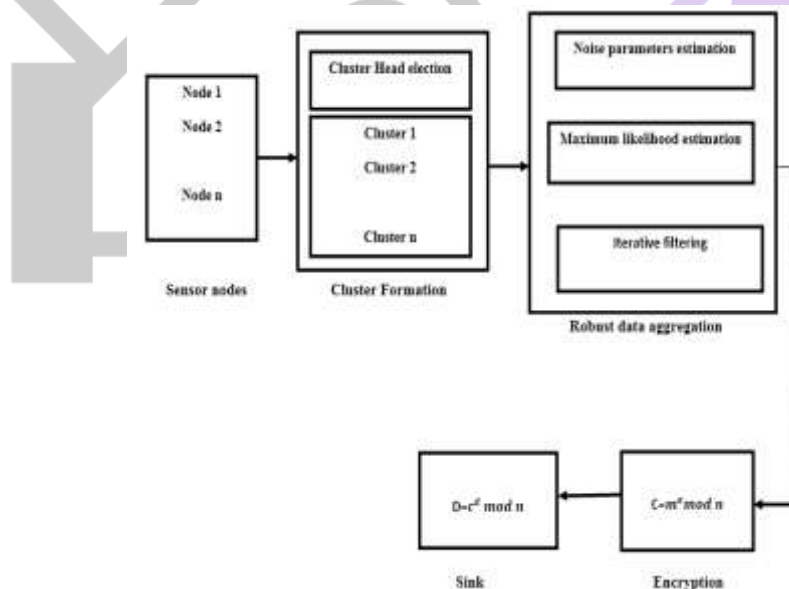 Node 1
Node 2
Node n
Sensor nodes
Cluster Head election
Cluster 1
Cluster 2
Cluster n
Cluster Formation
Noise parameters estimation
Maximum likelihood estimation
Iterative filtering
Robust data aggregation
D=c^d mod n
Sink
C=m^e mod n
Encryption